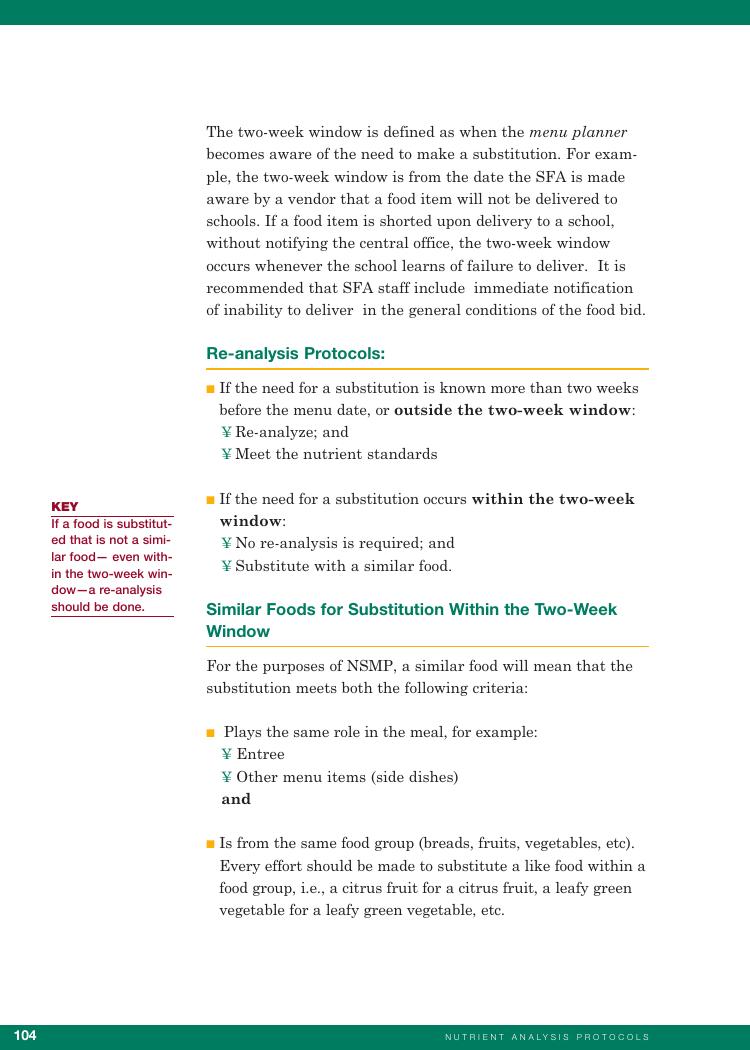 The two-week window is defined as when the menu planner
becomes aware of the need to make a substitution. For exam-
ple, the two-week window is from the date the SFA is made
aware by a vendor that a food item will not be delivered to
schools. If a food item is shorted upon delivery to a school,
without notifying the central office, the two-week window
occurs whenever the school learns of failure to deliver.  It is
recommended that SFA staff include  immediate notification
of inability to deliver  in the general conditions of the food bid.
Re-analysis Protocols:
■ If the need for a substitution is known more than two weeks
before the menu date, or outside the two-week window:
¥ Re-analyze; and
¥ Meet the nutrient standards
■ If the need for a substitution occurs within the two-week
window:
¥ No re-analysis is required; and
¥ Substitute with a similar food.
KEY
If a food is substitut-
ed that is not a simi-
lar food— even with-
in the two-week win-
dow—a re-analysis
should be done.
Similar Foods for Substitution Within the Two-Week
Window
For the purposes of NSMP, a similar food will mean that the
substitution meets both the following criteria:
■ Plays the same role in the meal, for example:
¥ Entree
¥ Other menu items (side dishes)
and
■ Is from the same food group (breads, fruits, vegetables, etc).
Every effort should be made to substitute a like food within a
food group, i.e., a citrus fruit for a citrus fruit, a leafy green
vegetable for a leafy green vegetable, etc.
104
NUTRIENT ANALYSIS PROTOCOLS